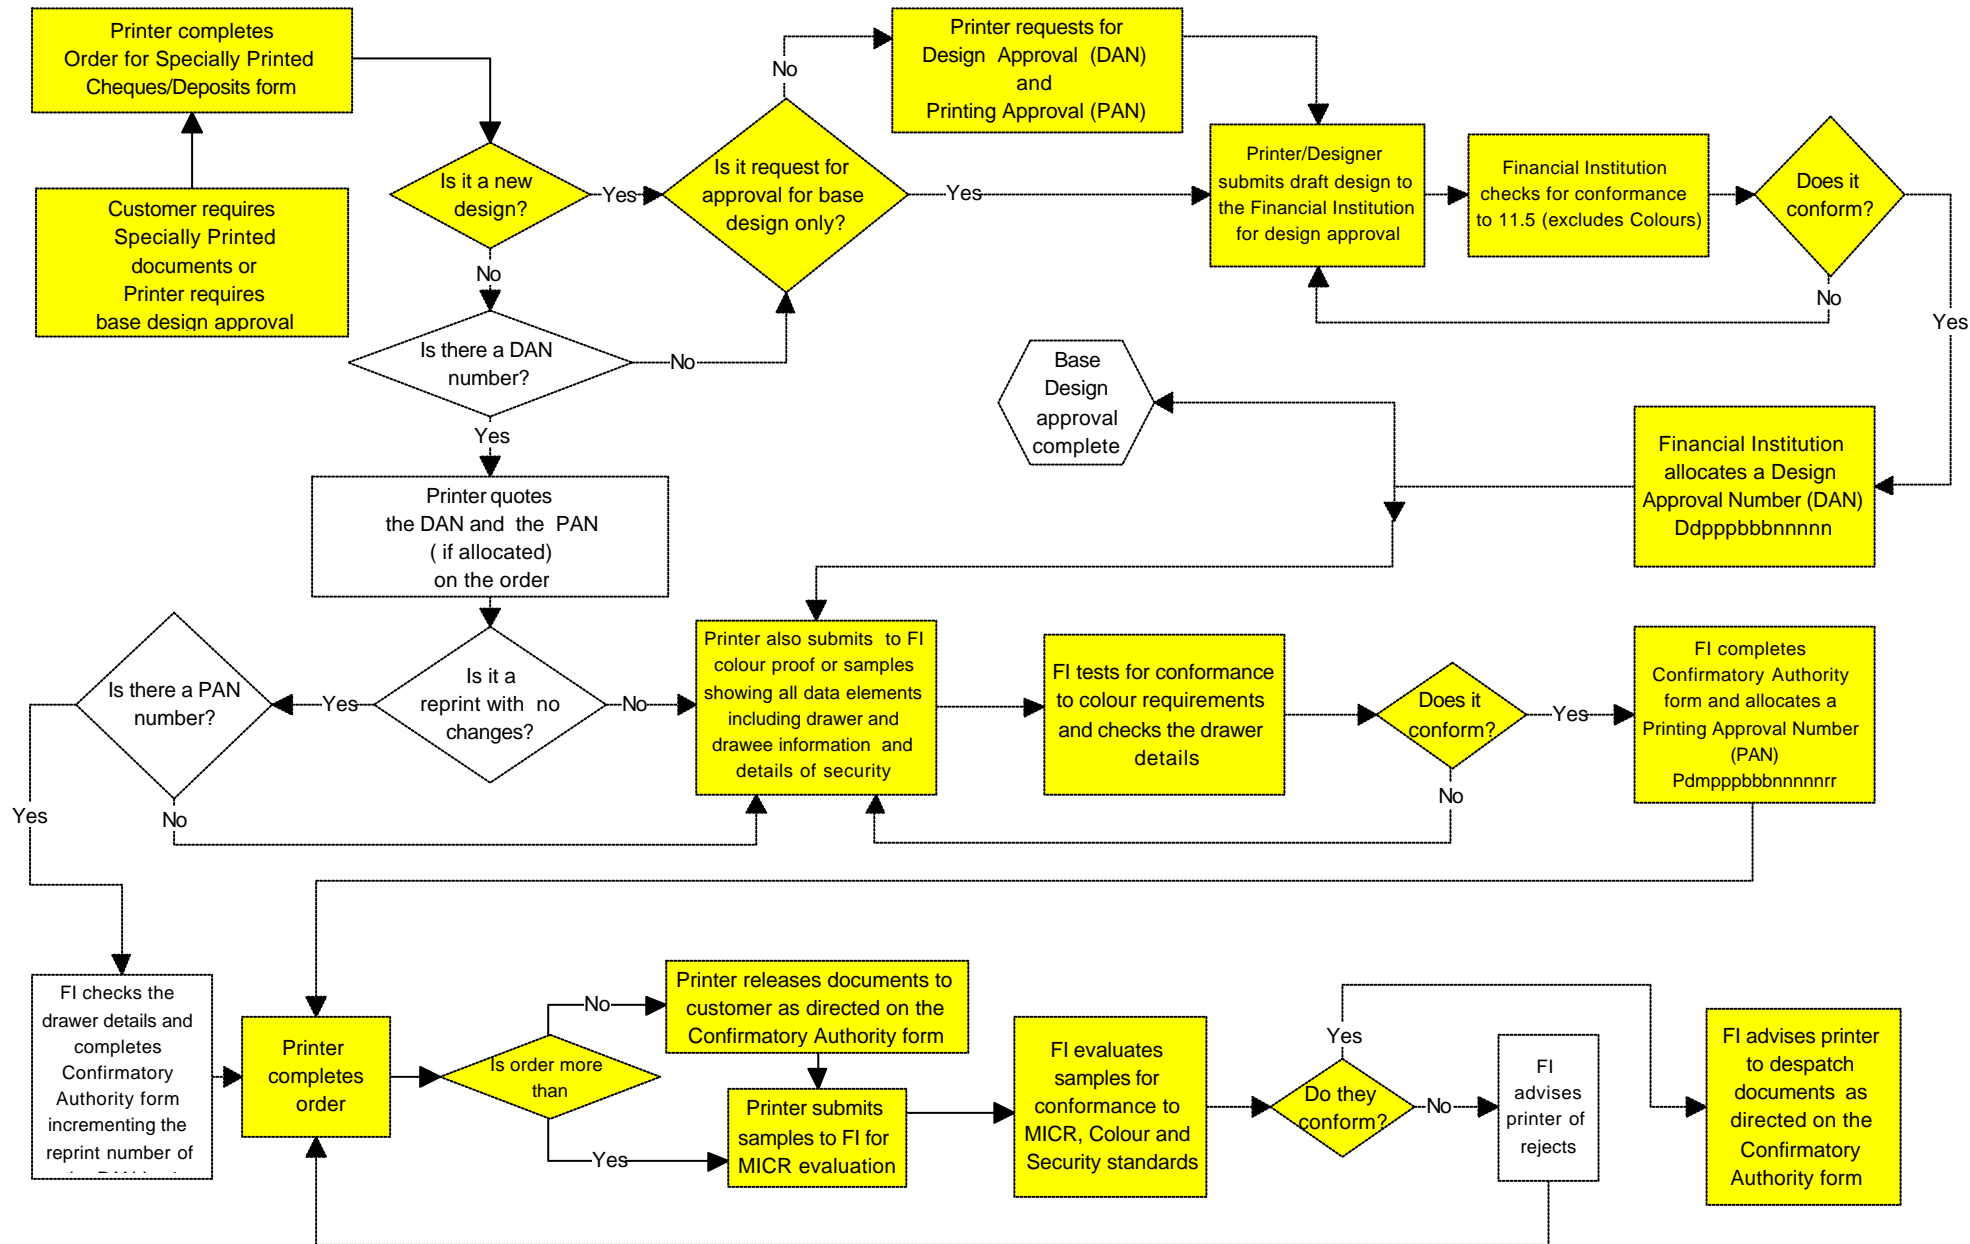 Printer completes
Order for Specially Printed
Cheques/Deposits form
Customer requires
Specially Printed
documents or
Printer requires
base design approval
Is it a new
design?
Yes
No
Is it request for
approval for base
design only?
No
Yes
Printer requests for
Design Approval (DAN)
and
Printing Approval (PAN)
Printer/Designer
submits draft design to
the Financial Institution
for design approval
Financial Institution
checks for conformance
to 11.5 (excludes Colours)
Does it
conform?
No
Yes
Is there a DAN
number?
No
Yes
Base
Design
approval
complete
Financial Institution
allocates a Design
Approval Number (DAN)
Ddpppbbbnnnnn
Printer quotes
the DAN and the PAN
( if allocated)
on the order
Is there a PAN
number?
Yes
No
Is it a
reprint with no
changes?
Yes
No
Printer also submits to FI
colour proof or samples
showing all data elements
including drawer and
drawee information and
details of security
FI tests for conformance
to colour requirements
and checks the drawer
details
Does it
conform?
Yes
No
FI completes
Confirmatory Authority
form and allocates a
Printing Approval Number
(PAN)
Pdmpppbbbnnnnnrr
FI checks the
drawer details and
completes
Confirmatory
Authority form
incrementing the
reprint number of
Printer
completes
order
Is order more
than
No
Yes
Printer releases documents to
customer as directed on the
Confirmatory Authority form
Printer submits
samples to FI for
MICR evaluation
FI evaluates
samples for
conformance to
MICR, Colour and
Security standards
Do they
conform?
Yes
No
FI
advises
printer of
rejects
FI advises printer
to despatch
documents as
directed on the
Confirmatory
Authority form